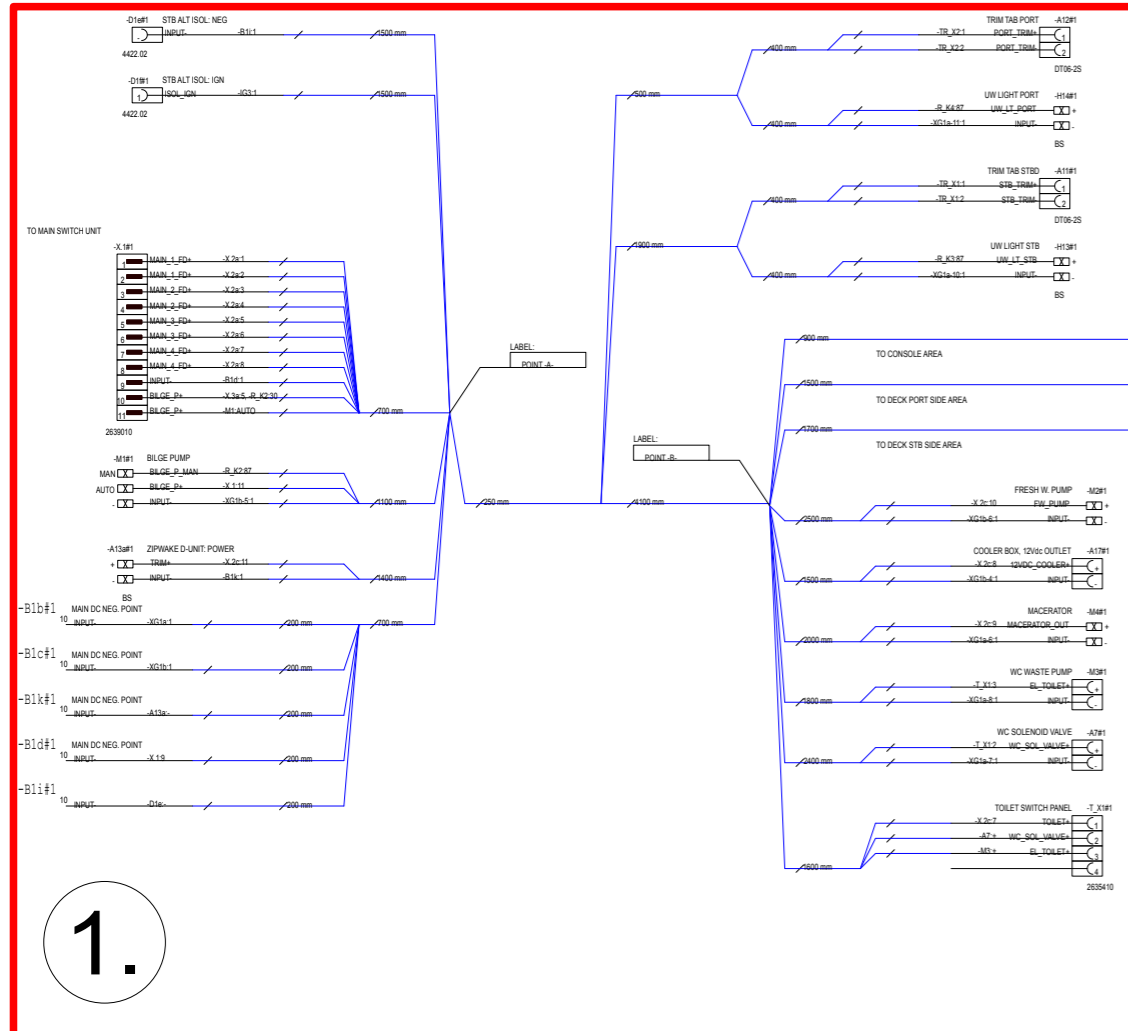 -D1e#1 STB ALT ISOL: NEG
- INPUT- -B1i:1 1500 mm
4422.02
-D1f#1 STB ALT ISOL: IGN
1 ISOL_IGN -IG3:1 1500 mm
4422.02
TO MAIN SWITCH UNIT
-X.1#1
1 MAIN_1_FD+ -X.2a:1
2 MAIN_1_FD+ -X.2a:2
3 MAIN_2_FD+ -X.2a:3
4 MAIN_2_FD+ -X.2a:4
5 MAIN_3_FD+ -X.2a:5
6 MAIN_3_FD+ -X.2a:6
7 MAIN_4_FD+ -X.2a:7
8 MAIN_4_FD+ -X.2a:8
9 INPUT- -B1d:1
10 BILGE_P+ -X.3a:5, -R_K2:30
11 BILGE_P+ -M1:AUTO 700 mm
2639010
-M1#1 BILGE PUMP
MAN X BILGE_P_MAN -R_K2:87
AUTO X BILGE_P+ -X.1:11
- X INPUT- -XG1b-5:1 1100 mm
-A13a#1 ZIPWAKE D-UNIT: POWER
+ X TRIM+ -X.2c:11
- X INPUT- -B1k:1 1400 mm
BS
-B1b#1 MAIN DC NEG. POINT
10 INPUT- -XG1a:1 200 mm 700 mm
-B1c#1 MAIN DC NEG. POINT
10 INPUT- -XG1b:1 200 mm
-B1k#1 MAIN DC NEG. POINT
10 INPUT- -A13a:- 200 mm
-B1d#1 MAIN DC NEG. POINT
10 INPUT- -X.1:9 200 mm
-B1i#1
10 INPUT- -D1e:- 200 mm
1.
LABEL:
POINT -A-
250 mm
LABEL:
POINT -B-
4100 mm
500 mm
1900 mm
TRIM TAB PORT -A12#1
400 mm -TR_X2:1 PORT_TRIM+ 1
-TR_X2:2 PORT_TRIM- 2
DT06-2S
UW LIGHT PORT -H14#1
-R_K4:87 UW_LT_PORT X +
400 mm -XG1a-11:1 INPUT- X -
BS
TRIM TAB STBD -A11#1
-TR_X1:1 STB_TRIM+ 1
400 mm -TR_X1:2 STB_TRIM- 2
DT06-2S
UW LIGHT STB -H13#1
-R_K3:87 UW_LT_STB X +
400 mm -XG1a-10:1 INPUT- X -
BS
900 mm
TO CONSOLE AREA
1500 mm
TO DECK PORT SIDE AREA
1700 mm
TO DECK STB SIDE AREA
FRESH W. PUMP -M2#1
-X.2c:10 FW_PUMP X +
2500 mm -XG1b-6:1 INPUT- X -
COOLER BOX, 12Vdc OUTLET -A17#1
-X.2c:8 12VDC_COOLER+ +
1500 mm -XG1b-4:1 INPUT- -
MACERATOR -M4#1
-X.2c:9 MACERATOR_OUT X +
2000 mm -XG1a-6:1 INPUT- X -
WC WASTE PUMP -M3#1
-T_X1:3 EL_TOILET+ +
1800 mm -XG1a-8:1 INPUT- -
WC SOLENOID VALVE -A7#1
-T_X1:2 WC_SOL_VALVE+ +
2400 mm -XG1a-7:1 INPUT- -
TOILET SWITCH PANEL -T_X1#1
-X.2c:7 TOILET+ 1
-A7:+ WC_SOL_VALVE+ 2
-M3:+ EL_TOILET+ 3
1600 mm 4
2635410